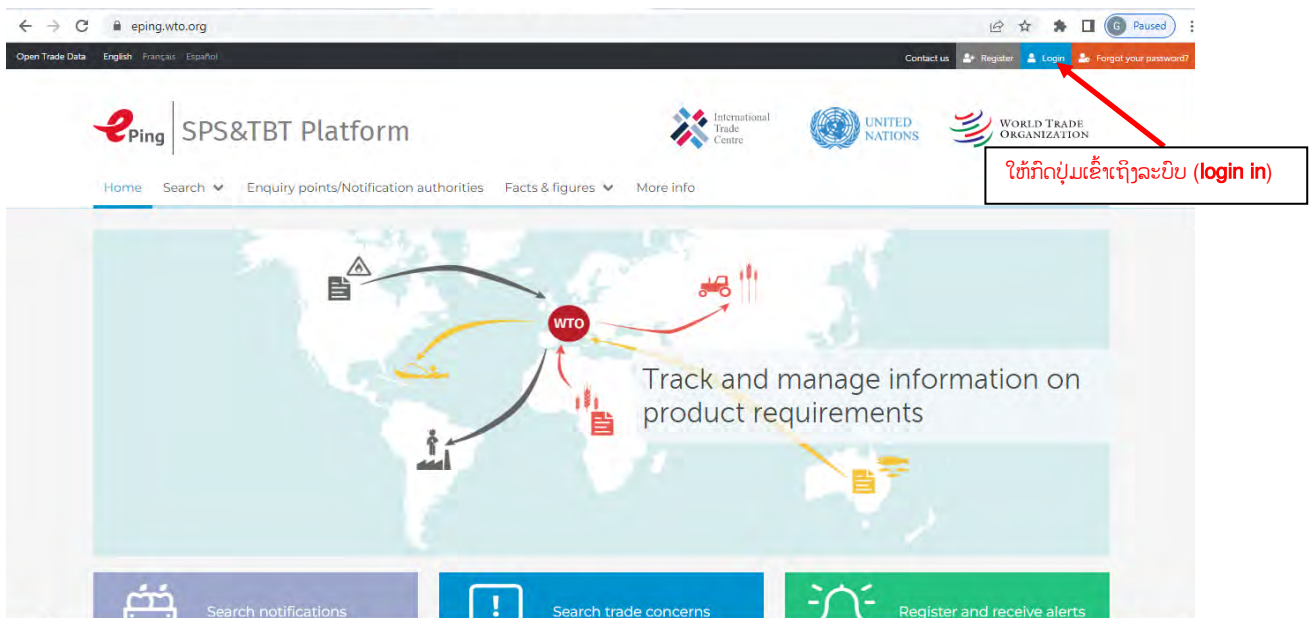 eping.wto.org
G Paused
Open Trade Data English Français Español
Contact us Register Login Forgot your password?
ePing SPS&TBT Platform
International
Trade
Centre
UNITED
NATIONS
WORLD TRADE
ORGANIZATION
ໃຫ້ກົດປຸ່ມເຂົ້າເຖິງລະບົບ (login in)
Home Search Enquiry points/Notification authorities Facts & figures More info
WTO
Track and manage information on
product requirements
Search notifications
Search trade concerns
Register and receive alerts